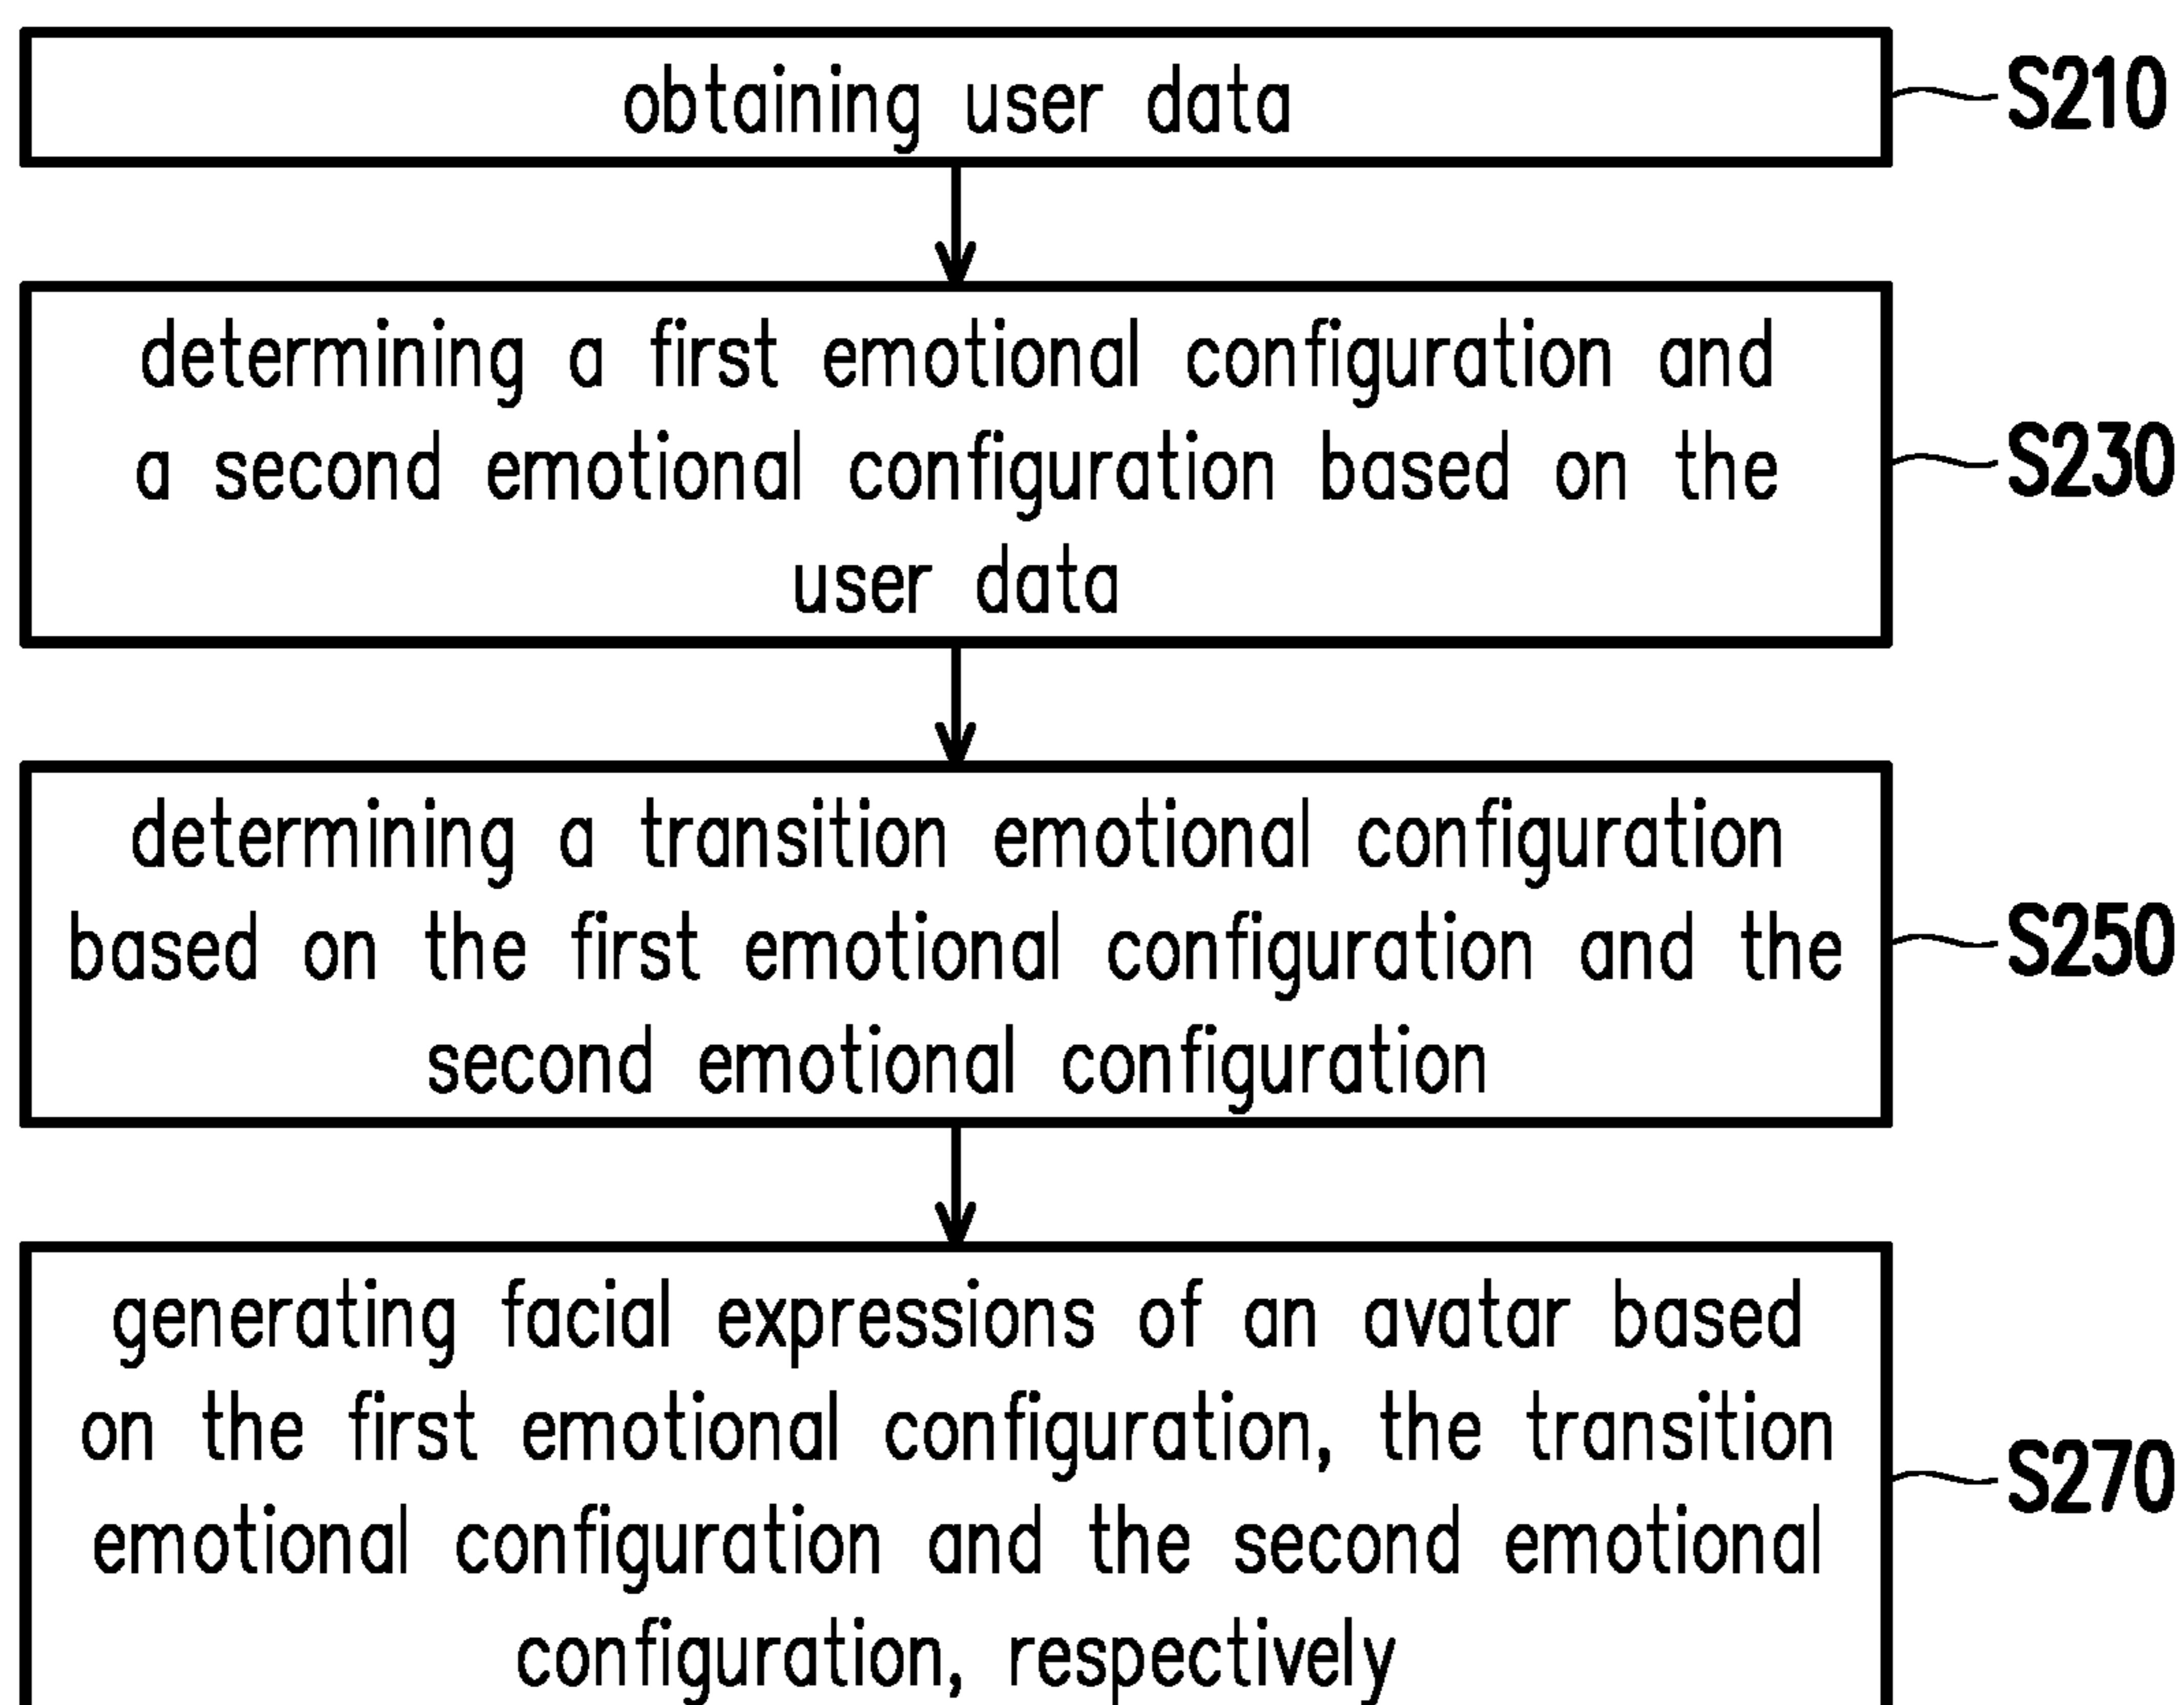 obtaining user data
S210
determining a first emotional configuration and
a second emotional configuration based on the
user data
S230
determining a transition emotional configuration
based on the first emotional configuration and the
second emotional configuration
S250
generating facial expressions of an avatar based
on the first emotional configuration, the transition
emotional configuration and the second emotional
configuration, respectively
S270